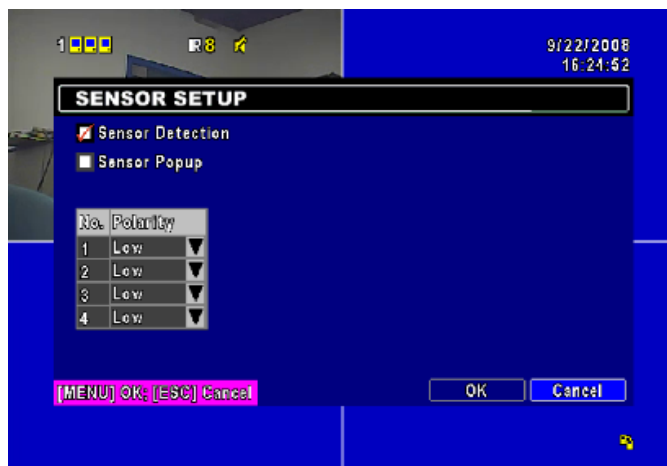 1 R8 9/22/2008
16:24:52
SENSOR SETUP
Sensor Detection
Sensor Popup
No. Polarity
1 Low
2 Low
3 Low
4 Low
[MENU] OK; [ESC] Cancel OK Cancel